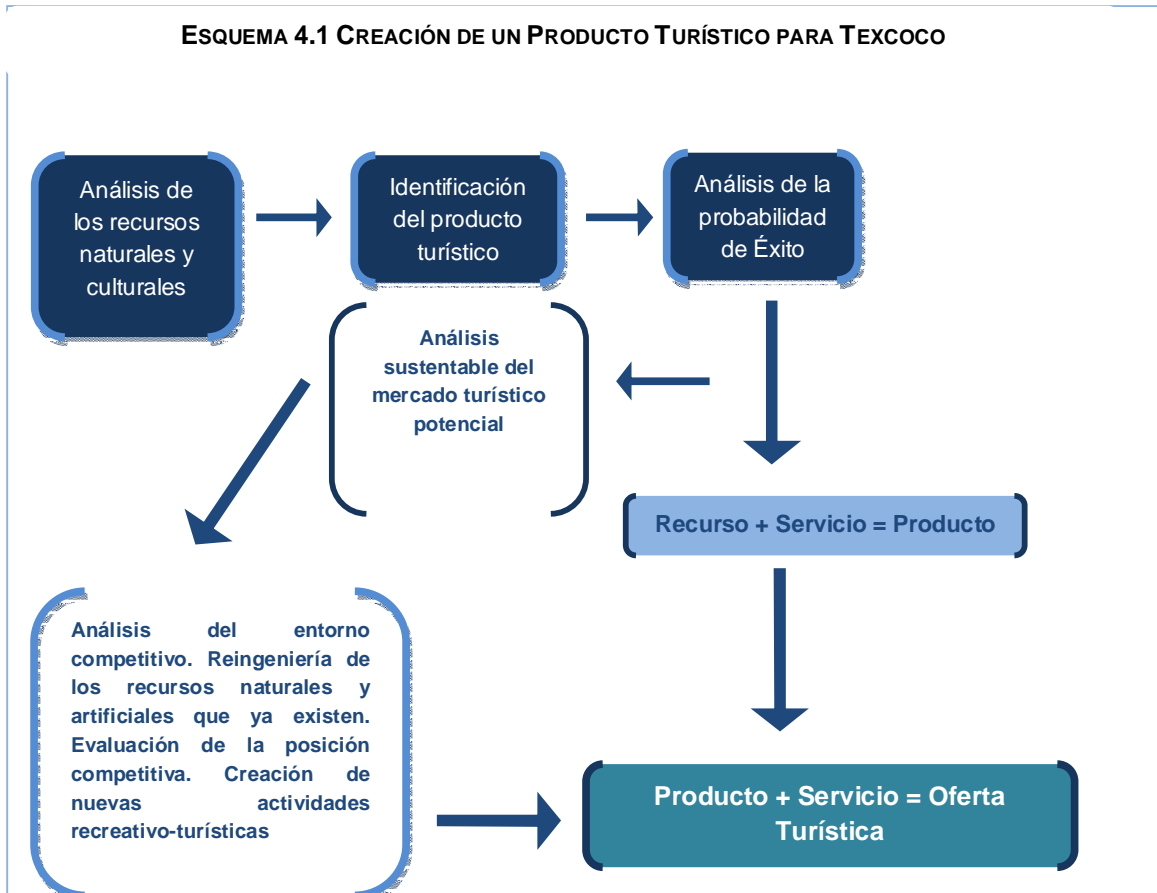 ESQUEMA 4.1 CREACIÓN DE UN PRODUCTO TURÍSTICO PARA TEXCOCO
Análisis de
los recursos
naturales y
culturales
Identificación
del producto
turístico
Análisis de la
probabilidad
de Éxito
Análisis
sustentable del
mercado turístico
potencial
Recurso + Servicio = Producto
Análisis del entorno
competitivo. Reingeniería de
los recursos naturales y
artificiales que ya existen.
Evaluación de la posición
competitiva. Creación de
nuevas actividades
recreativo-turísticas
Producto + Servicio = Oferta
Turística